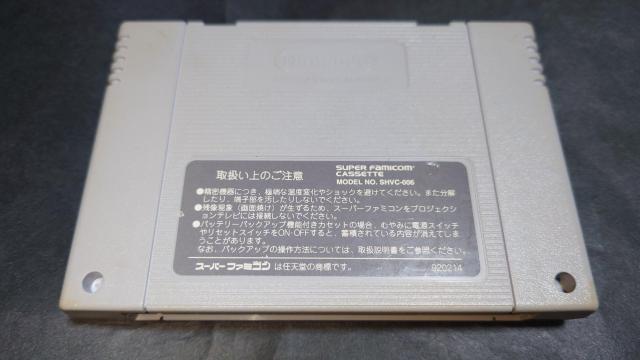 Nintendo
取扱い上のご注意
SUPER FAMICOM
CASSETTE
MODEL NO. SHVC-006
●精密機器につき、極端な温度変化やショックを避けてください。また分解
したり、端子部を汚したりしないでください。
●残像現象(画面焼け)が生ずるため、スーパーファミコンをプロジェク
ションテレビには接続しないでください。
●バッテリーバックアップ機能付きカセットの場合、むやみに電源スイッチ
やリセットスイッチをON・OFFすると、蓄積されている内容が消えてしま
うことがあります。
なお、バックアップの操作方法については、取扱説明書をご参照ください。
スーパーファミコンは任天堂の商標です。
920214